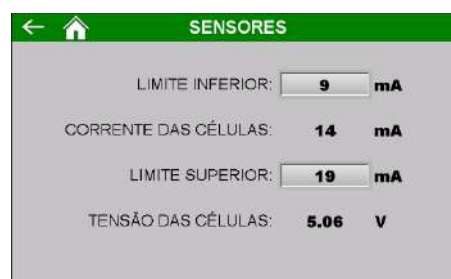 SENSORES
LIMITE INFERIOR: 9 mA
CORRENTE DAS CÉLULAS: 14 mA
LIMITE SUPERIOR: 19 mA
TENSÃO DAS CÉLULAS: 5.06 V